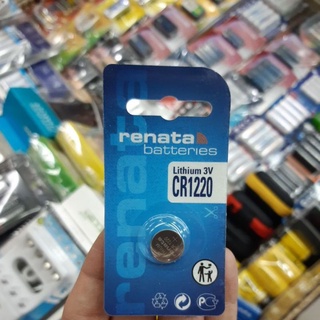 renata
batteries
Lithium 3V
CR1220
renata